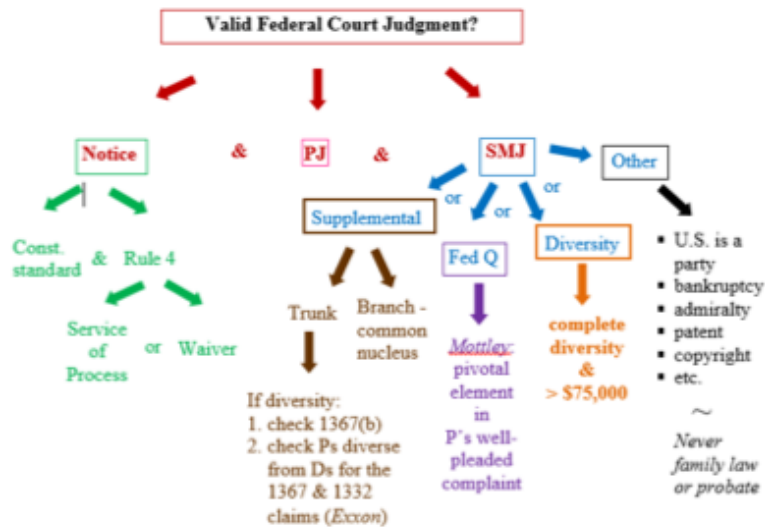 Valid Federal Court Judgment?
Notice & PJ & SMJ
Other
or
or
or
Supplemental
Fed Q
Diversity
Const.
standard
& Rule 4
Service
of
Process
or Waiver
Trunk
Branch -
common
nucleus
If diversity:
1. check 1367(b)
2. check Ps diverse
from Ds for the
1367 & 1332
claims (Exxon)
Mottley:
pivotal
element
in
P´s well-
pleaded
complaint
complete
diversity
&
> $75,000
▪ U.S. is a
party
▪ bankruptcy
▪ admiralty
▪ patent
▪ copyright
▪ etc.
~
Never
family law
or probate